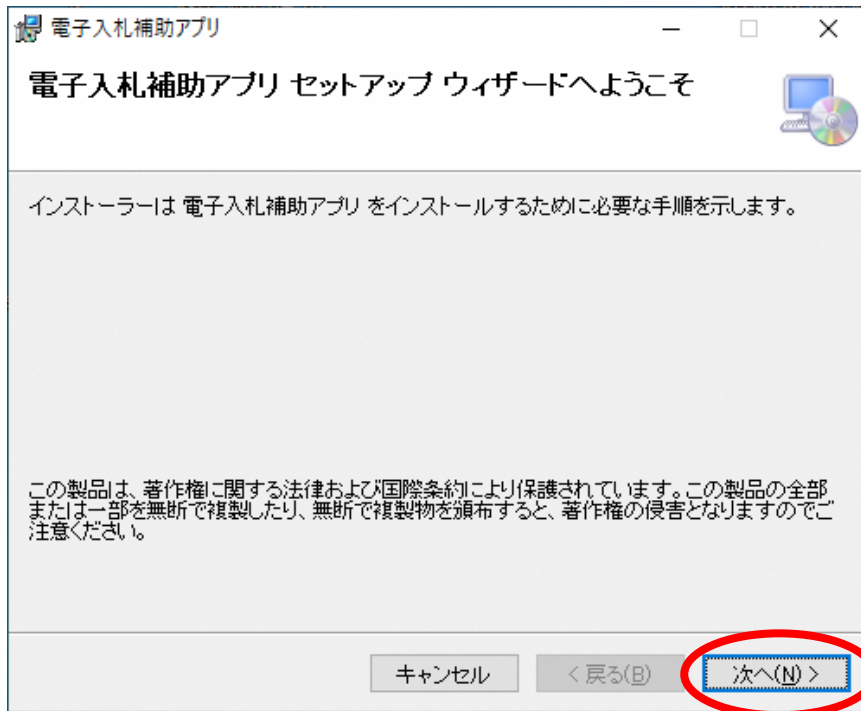 電子入札補助アプリ
電子入札補助アプリ セットアップ ウィザードへようこそ
インストーラーは 電子入札補助アプリ をインストールするために必要な手順を示します。
この製品は、著作権に関する法律および国際条約により保護されています。この製品の全部
または一部を無断で複製したり、無断で複製物を頒布すると、著作権の侵害となりますのでご
注意ください。
キャンセル
< 戻る(B)
次へ(N) >